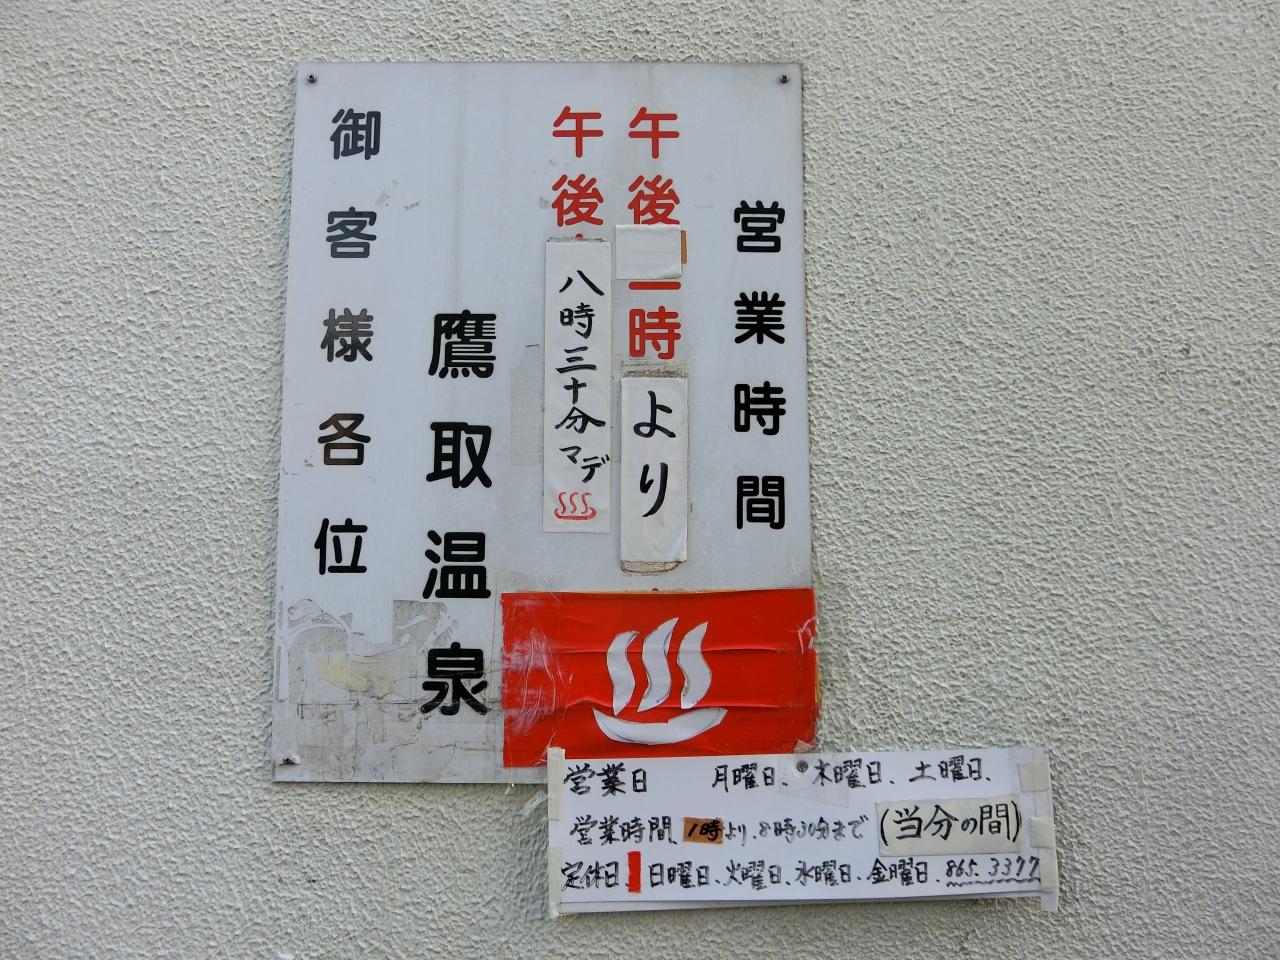 営業時間
午後一時より
午後八時三十分マデ
鷹取温泉
御客様各位
営業日 月曜日、木曜日、土曜日、
営業時間、1時より、8時30分まで (当分の間)
定休日、日曜日、火曜日、水曜日、金曜日、865.3377